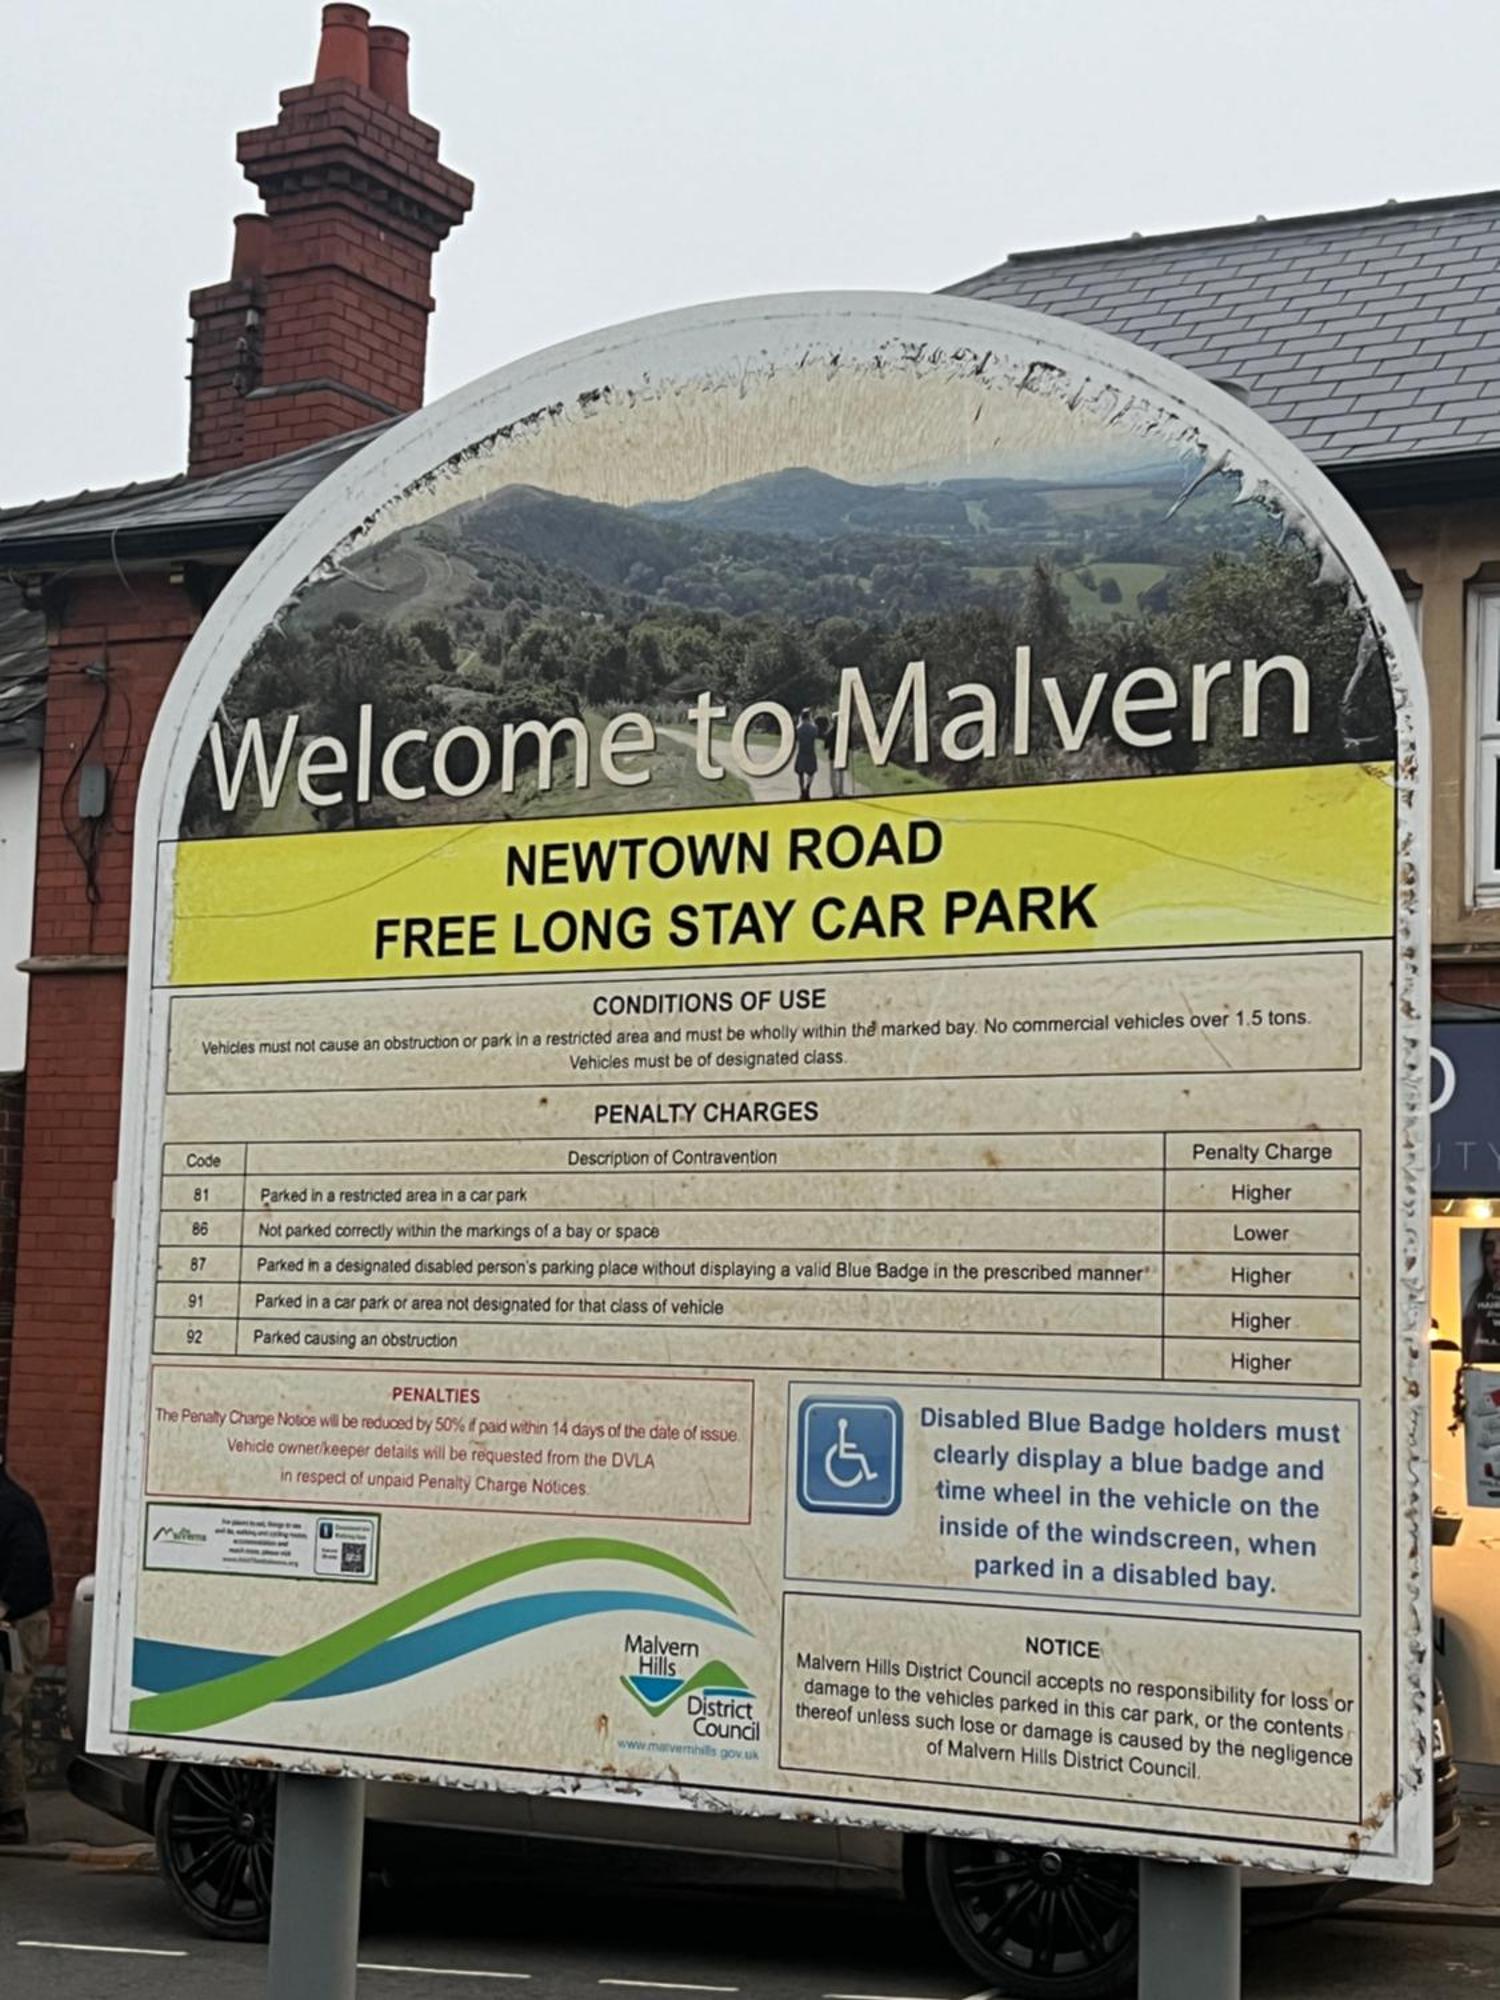 Welcome to Malvern
NEWTOWN ROAD
FREE LONG STAY CAR PARK
CONDITIONS OF USE
Vehicles must not cause an obstruction or park in a restricted area and must be wholly within the marked bay. No commercial vehicles over 1.5 tons.
Vehicles must be of designated class.
PENALTY CHARGES
Code Description of Contravention Penalty Charge
81 Parked in a restricted area in a car park Higher
86 Not parked correctly within the markings of a bay or space Lower
87 Parked in a designated disabled person's parking place without displaying a valid Blue Badge in the prescribed manner Higher
91 Parked in a car park or area not designated for that class of vehicle Higher
92 Parked causing an obstruction Higher
PENALTIES
The Penalty Charge Notice will be reduced by 50% if paid within 14 days of the date of issue.
Vehicle owner/keeper details will be requested from the DVLA
in respect of unpaid Penalty Charge Notices.
Disabled Blue Badge holders must
clearly display a blue badge and
time wheel in the vehicle on the
inside of the windscreen, when
parked in a disabled bay.
Malvern
Hills
District
Council
www.malvernhills.gov.uk
NOTICE
Malvern Hills District Council accepts no responsibility for loss or
damage to the vehicles parked in this car park, or the contents
thereof unless such lose or damage is caused by the negligence
of Malvern Hills District Council.